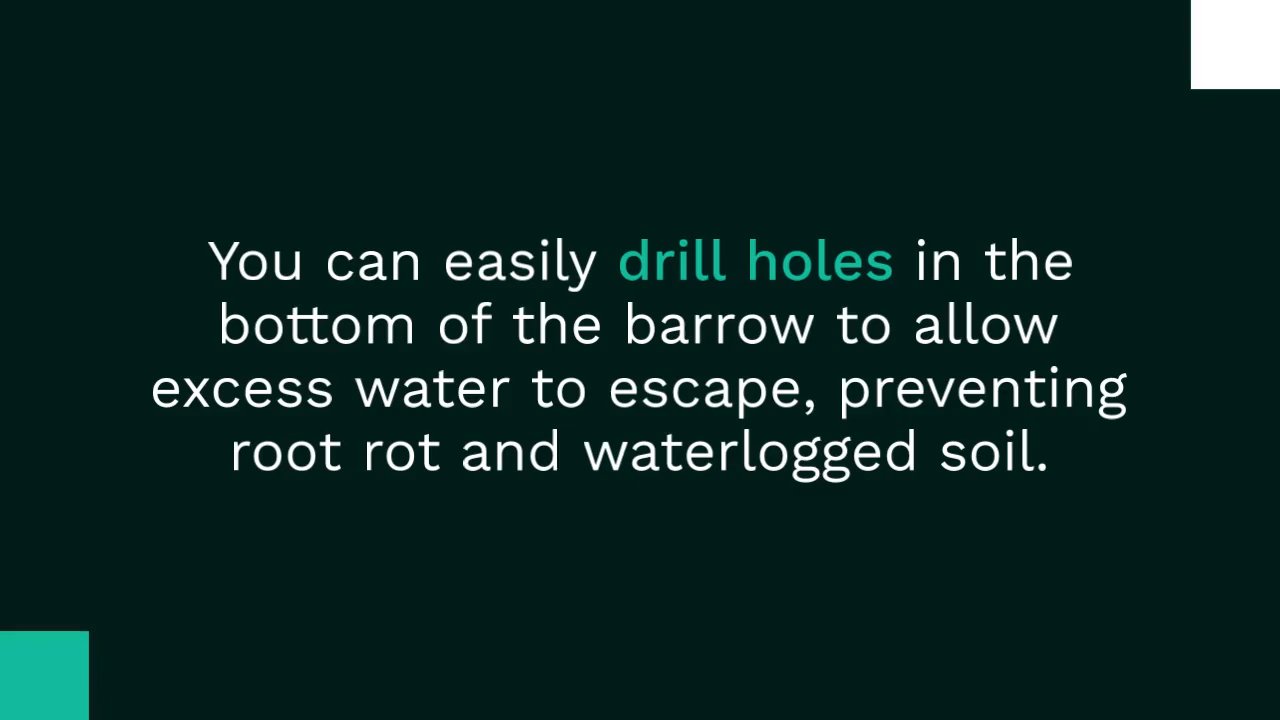 You can easily drill holes in the
bottom of the barrow to allow
excess water to escape, preventing
root rot and waterlogged soil.